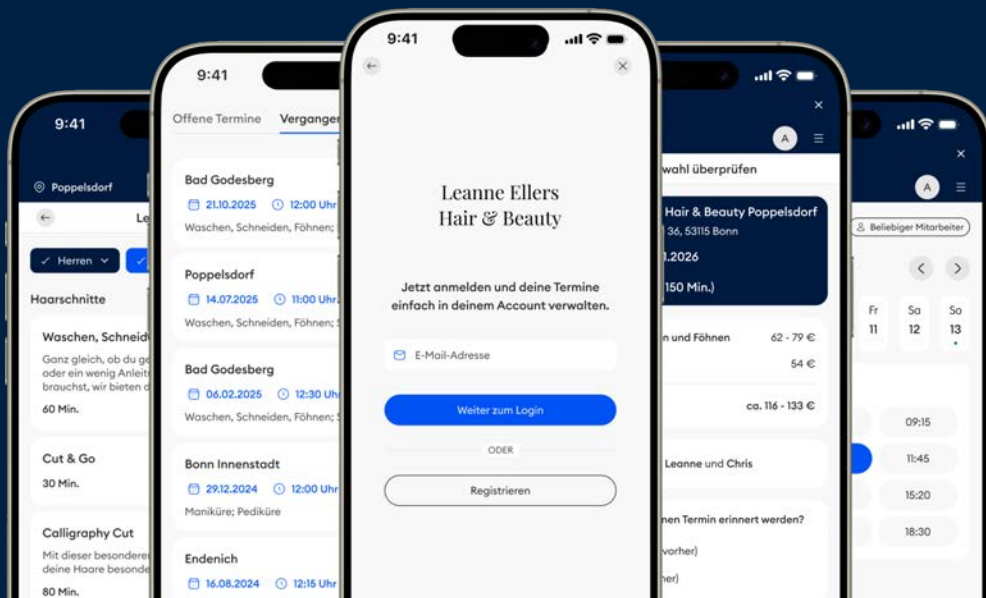 9:41
Poppelsdorf
Herren
Haarschnitte
Waschen,
Ganz gleich, ob du
oder ein wenig
brauchst, wir bieten
60 Min.
Cut & Go
30 Min.
Calligraphy Cut
Mit dieser
deine Haare
80 Min.
9:41
Offene Termine
Bad Godesberg
21.10.2025 12:00 Uhr
Waschen, Schneiden, Föhnen;
Poppelsdorf
14.07.2025 11:00 Uhr
Waschen, Schneiden, Föhnen;
Bad Godesberg
06.02.2025 12:30
Waschen, Schneiden, Föhnen;
Bonn Innenstadt
29.12.2024 12:00 Uhr
Maniküre; Pediküre
Endenich
16.08.2024 12:15 Uhr
9:41
Leanne Ellers
Hair & Beauty
Jetzt anmelden und deine Termine
einfach in deinem Account verwalten.
E-Mail-Adresse
Weiter zum Login
ODER
Registrieren
A
überprüfen
Hair & Beauty Poppelsdorf
36, 53115 Bonn
.2026
150 Min.)
und Föhnen 62 - 79 €
54 €
ca. 116 - 133 €
Leanne und Chris
Termin erinnert werden?
vorher)
A
Beliebiger Mitarbeiter
Fr Sa So
11 12 13
09:15
11:45
15:20
18:30